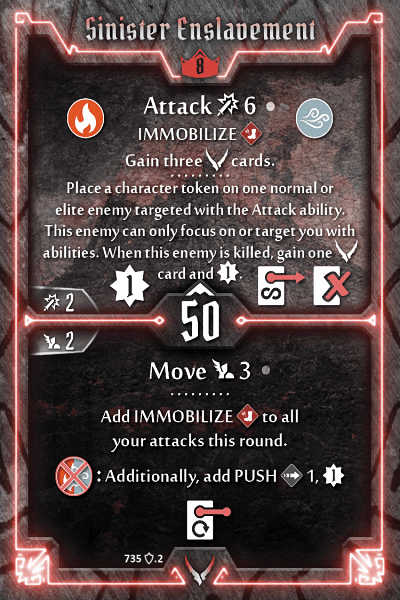 Sinister Enslavement
8
Attack 6
IMMOBILIZE
Gain three cards.
Place a character token on one normal or
elite enemy targeted with the Attack ability.
This enemy can only focus on or target you with
abilities. When this enemy is killed, gain one
card and 1.
1
S
2
50
2
Move 3
Add IMMOBILIZE to all
your attacks this round.
: Additionally, add PUSH 1, 1
735 .2